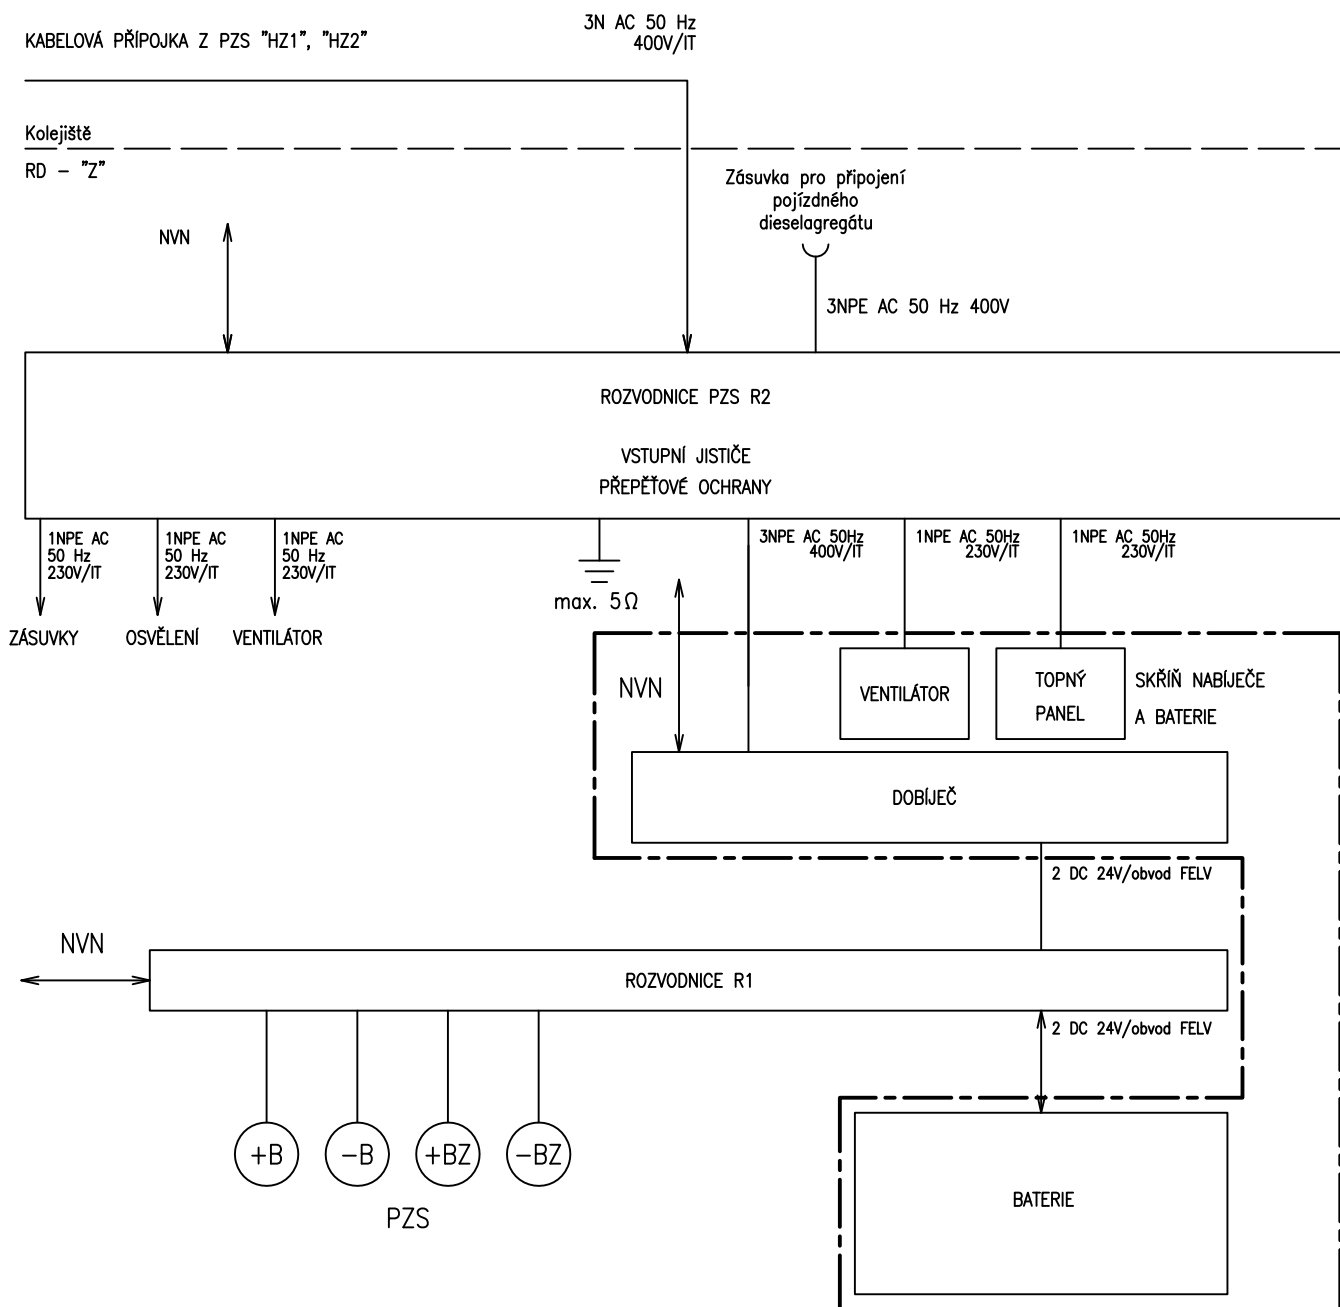 KABELOVÁ PŘÍPOJKA Z PZS "HZ1", "HZ2"
3N AC 50 Hz
400V/IT
Kolejiště
RD – "Z"
Zásuvka pro připojení
pojízdného
dieselagregátu
NVN
3NPE AC 50 Hz 400V
ROZVODNICE PZS R2
VSTUPNÍ JISTIČE
PŘEPĚŤOVÉ OCHRANY
1NPE AC
50 Hz
230V/IT
1NPE AC
50 Hz
230V/IT
1NPE AC
50 Hz
230V/IT
3NPE AC 50Hz
400V/IT
1NPE AC 50Hz
230V/IT
1NPE AC 50Hz
230V/IT
max. 5Ω
ZÁSUVKY
OSVĚLENÍ
VENTILÁTOR
NVN
VENTILÁTOR
TOPNÝ
PANEL
SKŘÍŇ NABÍJEČE
A BATERIE
DOBÍJEČ
2 DC 24V/obvod FELV
NVN
ROZVODNICE R1
2 DC 24V/obvod FELV
+B
–B
+BZ
–BZ
PZS
BATERIE